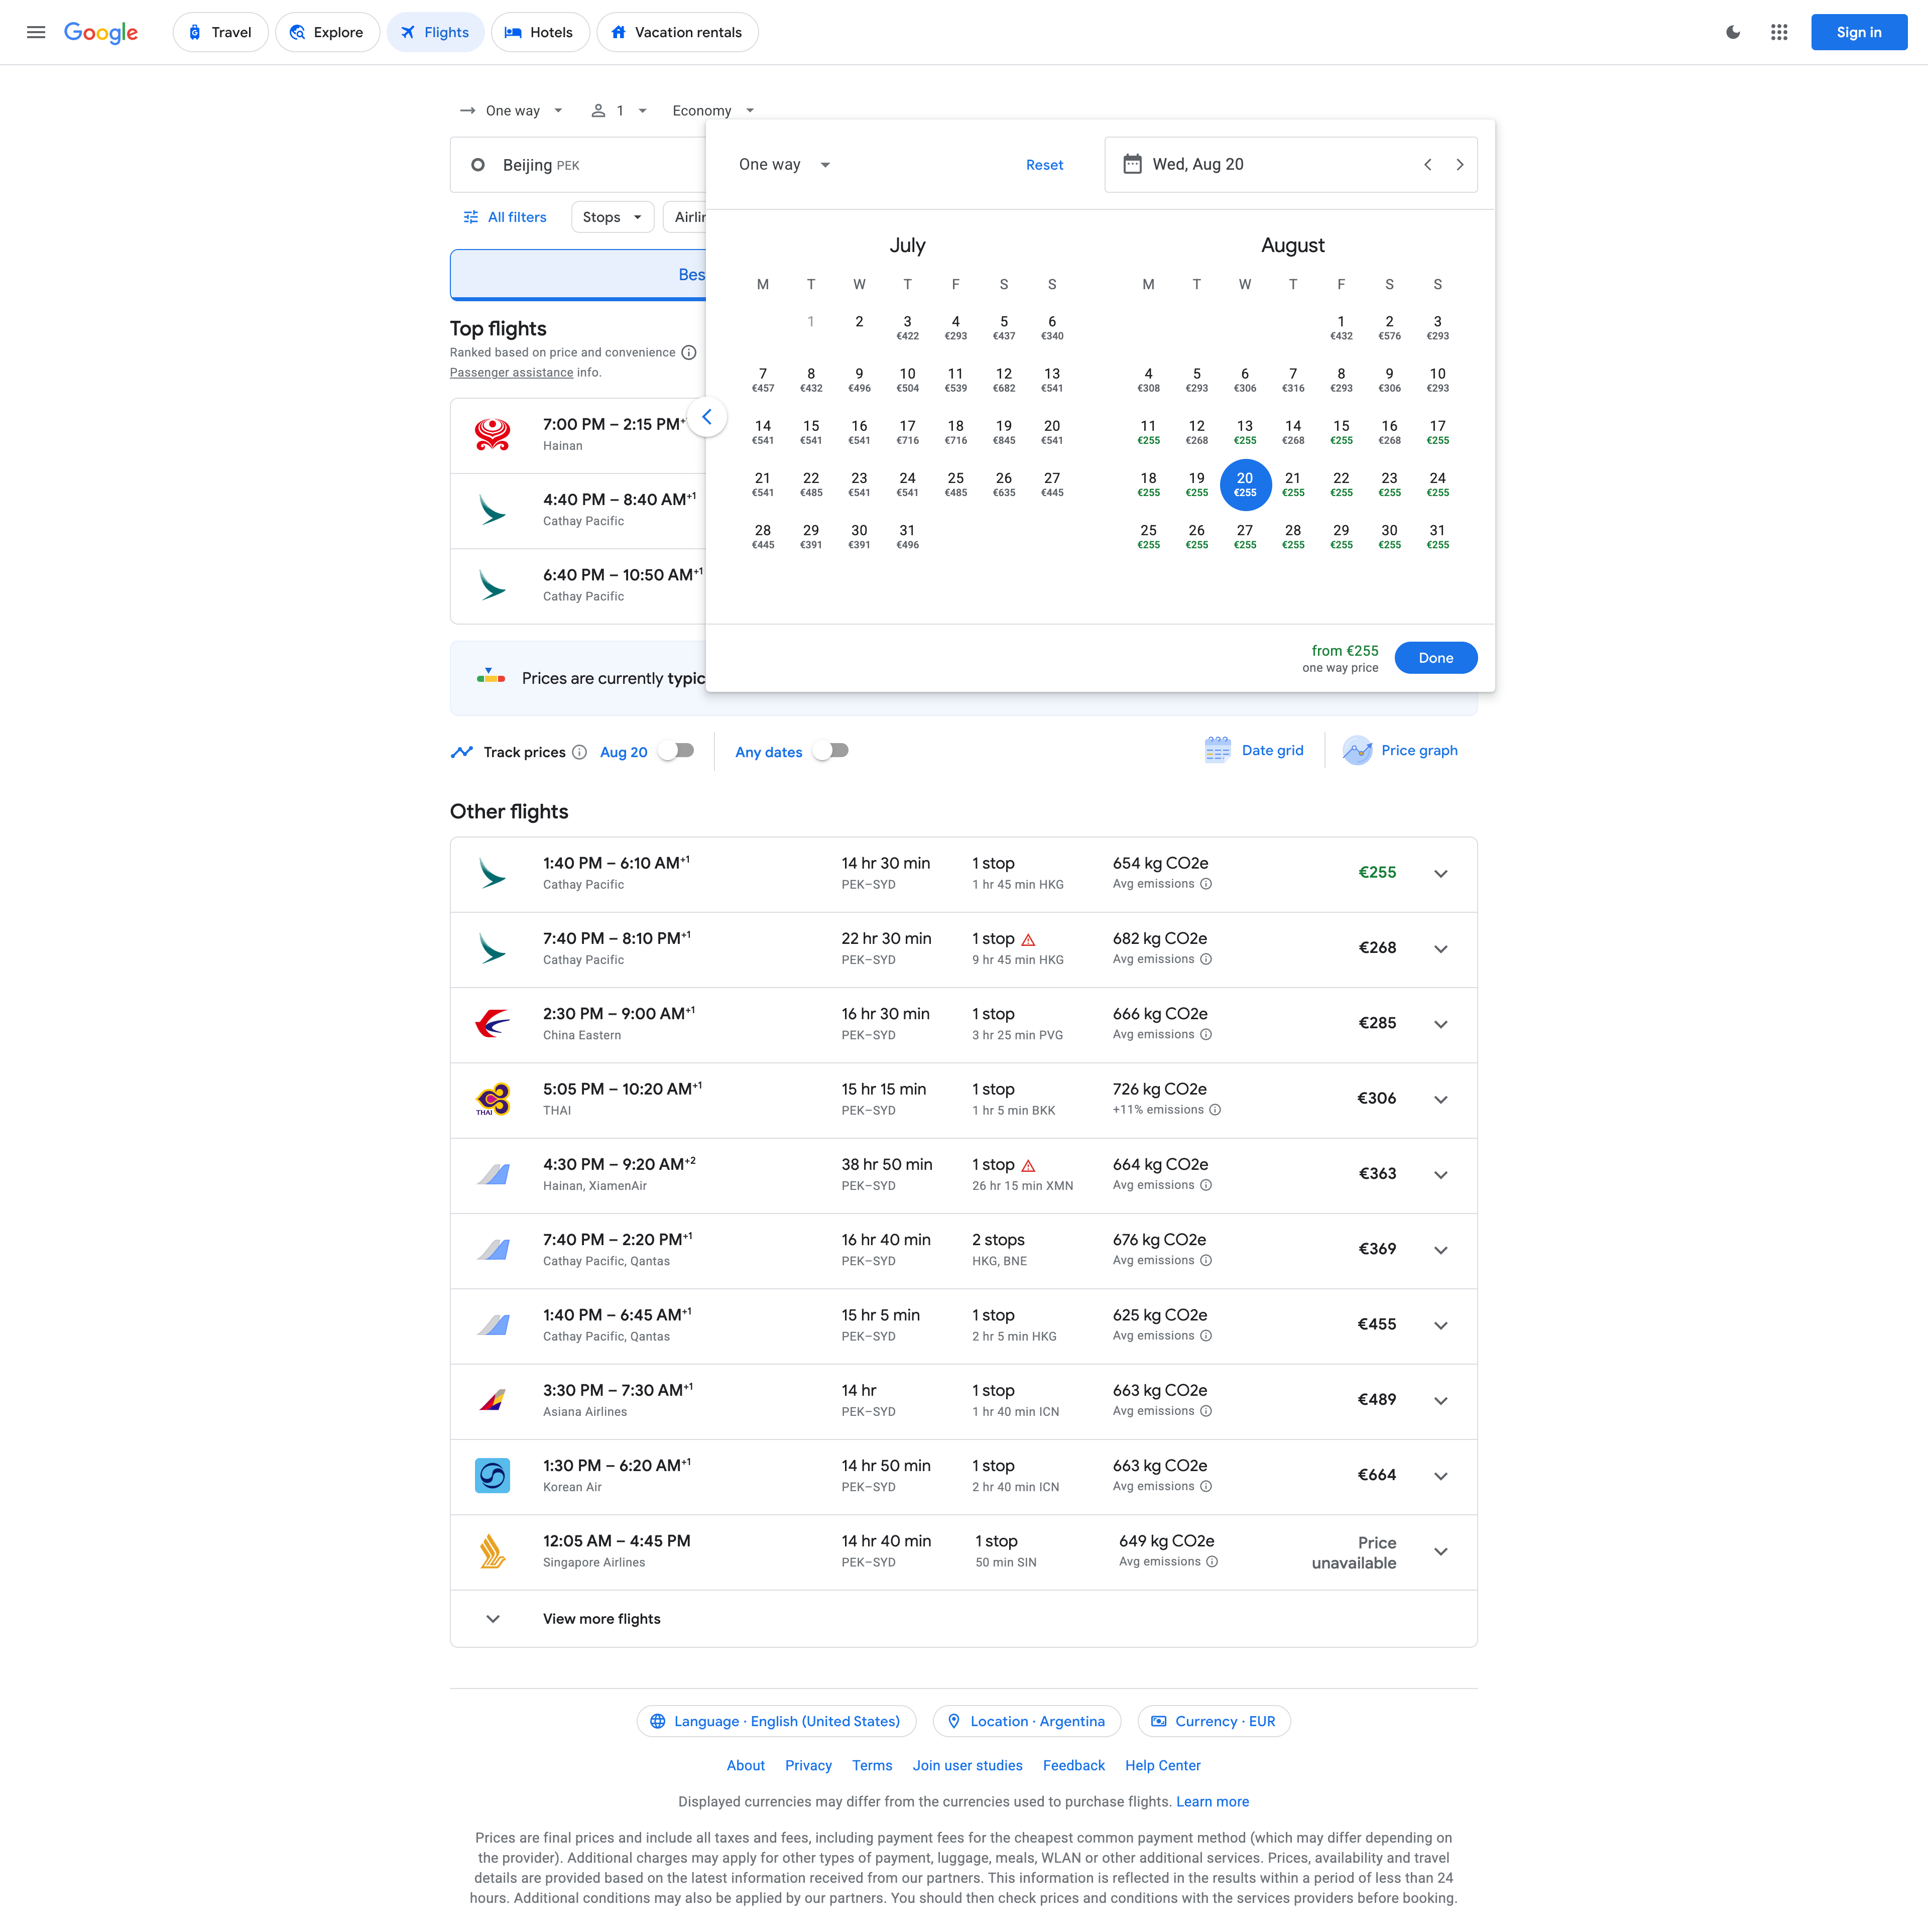 Google
Travel
Explore
Flights
Hotels
Vacation rentals
Sign in
One way
1
Economy
Beijing PEK
All filters
Stops
Bes
Top flights
Ranked based on price and convenience
Passenger assistance info.
7:00 PM – 2:15 PM+
Hainan
4:40 PM – 8:40 AM+1
Cathay Pacific
6:40 PM – 10:50 AM+1
Cathay Pacific
One way
Reset
Wed, Aug 20
July
M T W T F S S
1 2 3 4 5 6
€422 €293 €437 €340
7 8 9 10 11 12 13
€457 €432 €496 €504 €539 €682 €541
14 15 16 17 18 19 20
€541 €541 €541 €716 €716 €845 €541
21 22 23 24 25 26 27
€541 €485 €541 €541 €485 €635 €445
28 29 30 31
€445 €391 €391 €496
August
M T W T F S S
1 2 3
€432 €576 €293
4 5 6 7 8 9 10
€308 €293 €306 €316 €293 €306 €293
11 12 13 14 15 16 17
€255 €268 €255 €268 €255 €268 €255
18 19 20 21 22 23 24
€255 €255 €255 €255 €255 €255 €255
25 26 27 28 29 30 31
€255 €255 €255 €255 €255 €255 €255
from €255
one way price
Done
Prices are currently typic
Track prices
Aug 20
Any dates
Date grid
Price graph
Other flights
1:40 PM – 6:10 AM+1 14 hr 30 min 1 stop 654 kg CO2e €255
Cathay Pacific PEK–SYD 1 hr 45 min HKG Avg emissions
7:40 PM – 8:10 PM+1 22 hr 30 min 1 stop 682 kg CO2e €268
Cathay Pacific PEK–SYD 9 hr 45 min HKG Avg emissions
2:30 PM – 9:00 AM+1 16 hr 30 min 1 stop 666 kg CO2e €285
China Eastern PEK–SYD 3 hr 25 min PVG Avg emissions
THAI
5:05 PM – 10:20 AM+1 15 hr 15 min 1 stop 726 kg CO2e €306
THAI PEK–SYD 1 hr 5 min BKK +11% emissions
4:30 PM – 9:20 AM+2 38 hr 50 min 1 stop 664 kg CO2e €363
Hainan, XiamenAir PEK–SYD 26 hr 15 min XMN Avg emissions
7:40 PM – 2:20 PM+1 16 hr 40 min 2 stops 676 kg CO2e €369
Cathay Pacific, Qantas PEK–SYD HKG, BNE Avg emissions
1:40 PM – 6:45 AM+1 15 hr 5 min 1 stop 625 kg CO2e €455
Cathay Pacific, Qantas PEK–SYD 2 hr 5 min HKG Avg emissions
3:30 PM – 7:30 AM+1 14 hr 1 stop 663 kg CO2e €489
Asiana Airlines PEK–SYD 1 hr 40 min ICN Avg emissions
1:30 PM – 6:20 AM+1 14 hr 50 min 1 stop 663 kg CO2e €664
Korean Air PEK–SYD 2 hr 40 min ICN Avg emissions
12:05 AM – 4:45 PM 14 hr 40 min 1 stop 649 kg CO2e Price unavailable
Singapore Airlines PEK–SYD 50 min SIN Avg emissions
View more flights
Language · English (United States)
Location · Argentina
Currency · EUR
About Privacy Terms Join user studies Feedback Help Center
Displayed currencies may differ from the currencies used to purchase flights. Learn more
Prices are final prices and include all taxes and fees, including payment fees for the cheapest common payment method (which may differ depending on
the provider). Additional charges may apply for other types of payment, luggage, meals, WLAN or other additional services. Prices, availability and travel
details are provided based on the latest information received from our partners. This information is reflected in the results within a period of less than 24
hours. Additional conditions may also be applied by our partners. You should then check prices and conditions with the services providers before booking.